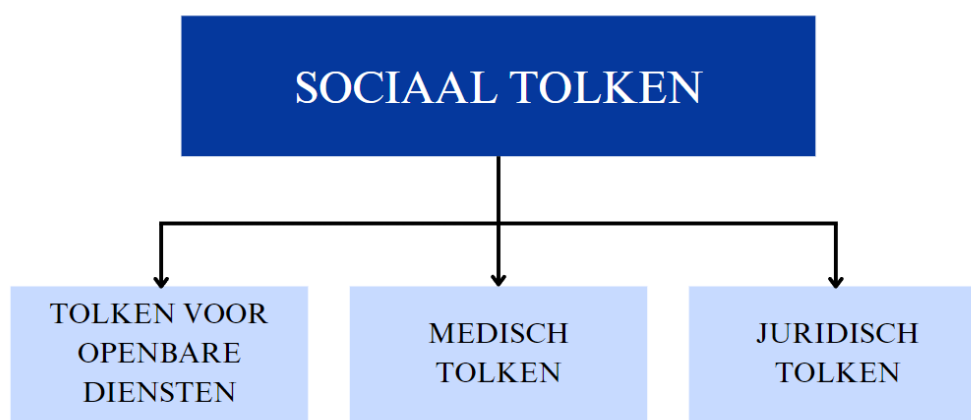 SOCIAAL TOLKEN
TOLKEN VOOR
OPENBARE
DIENSTEN
MEDISCH
TOLKEN
JURIDISCH
TOLKEN